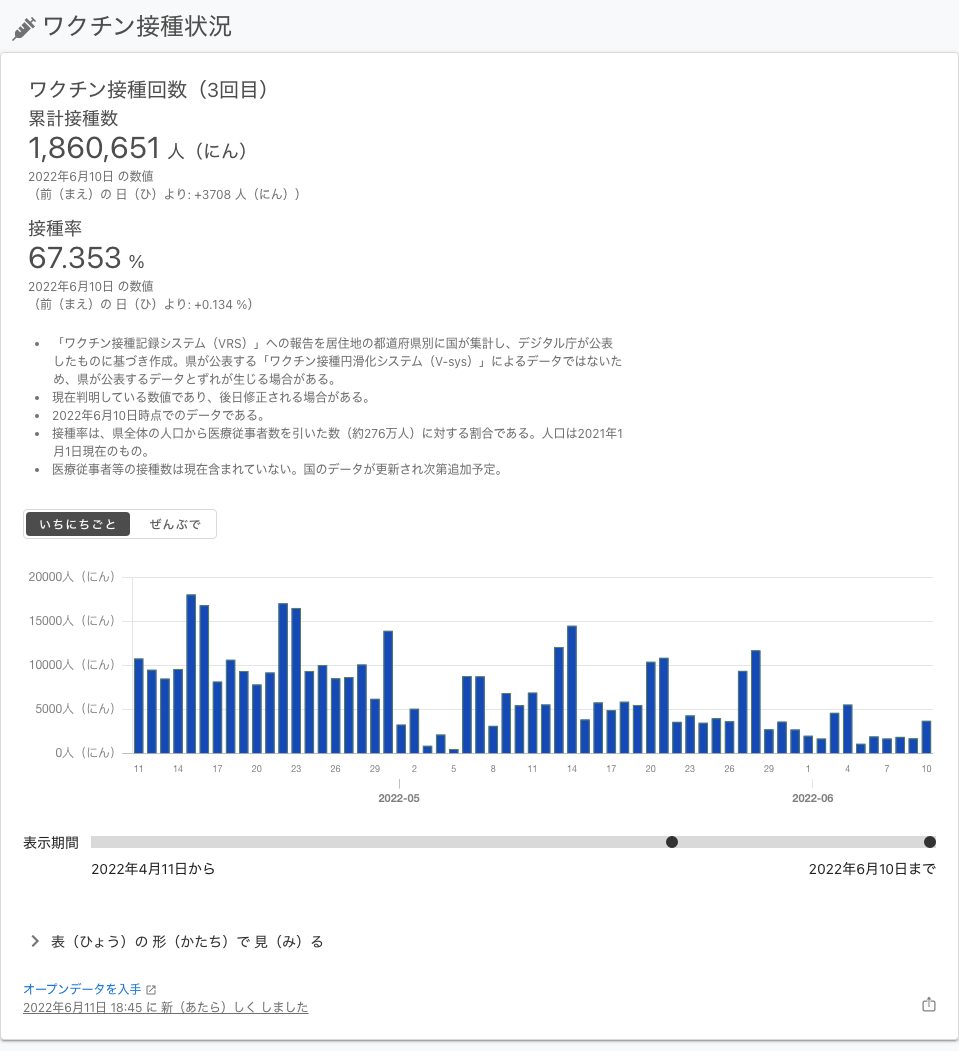 ワクチン接種状況
ワクチン接種回数（3回目）
累計接種数
1,860,651 人（にん）
2022年6月10日 の数値
（前（まえ）の 日（ひ）より: +3708 人（にん））
接種率
67.353 %
2022年6月10日 の数値
（前（まえ）の 日（ひ）より: +0.134 %）
• 「ワクチン接種記録システム（VRS）」への報告を居住地の都道府県別に国が集計し、デジタル庁が公表
したものに基づき作成。県が公表する「ワクチン接種円滑化システム（V-sys）」によるデータではないた
め、県が公表するデータとずれが生じる場合がある。
• 現在判明している数値であり、後日修正される場合がある。
• 2022年6月10日時点でのデータである。
• 接種率は、県全体の人口から医療従事者数を引いた数（約276万人）に対する割合である。人口は2021年1
月1日現在のもの。
• 医療従事者等の接種数は現在含まれていない。国のデータが更新され次第追加予定。
いちにちごと ぜんぶで
20000人（にん）
15000人（にん）
10000人（にん）
5000人（にん）
0人（にん）
11 14 17 20 23 26 29 2 5 8 11 14 17 20 23 26 29 1 4 7 10
2022-05 2022-06
表示期間
2022年4月11日から 2022年6月10日まで
表（ひょう）の 形（かたち）で 見（み）る
オープンデータを入手
2022年6月11日 18:45 に 新（あたら）しく しました